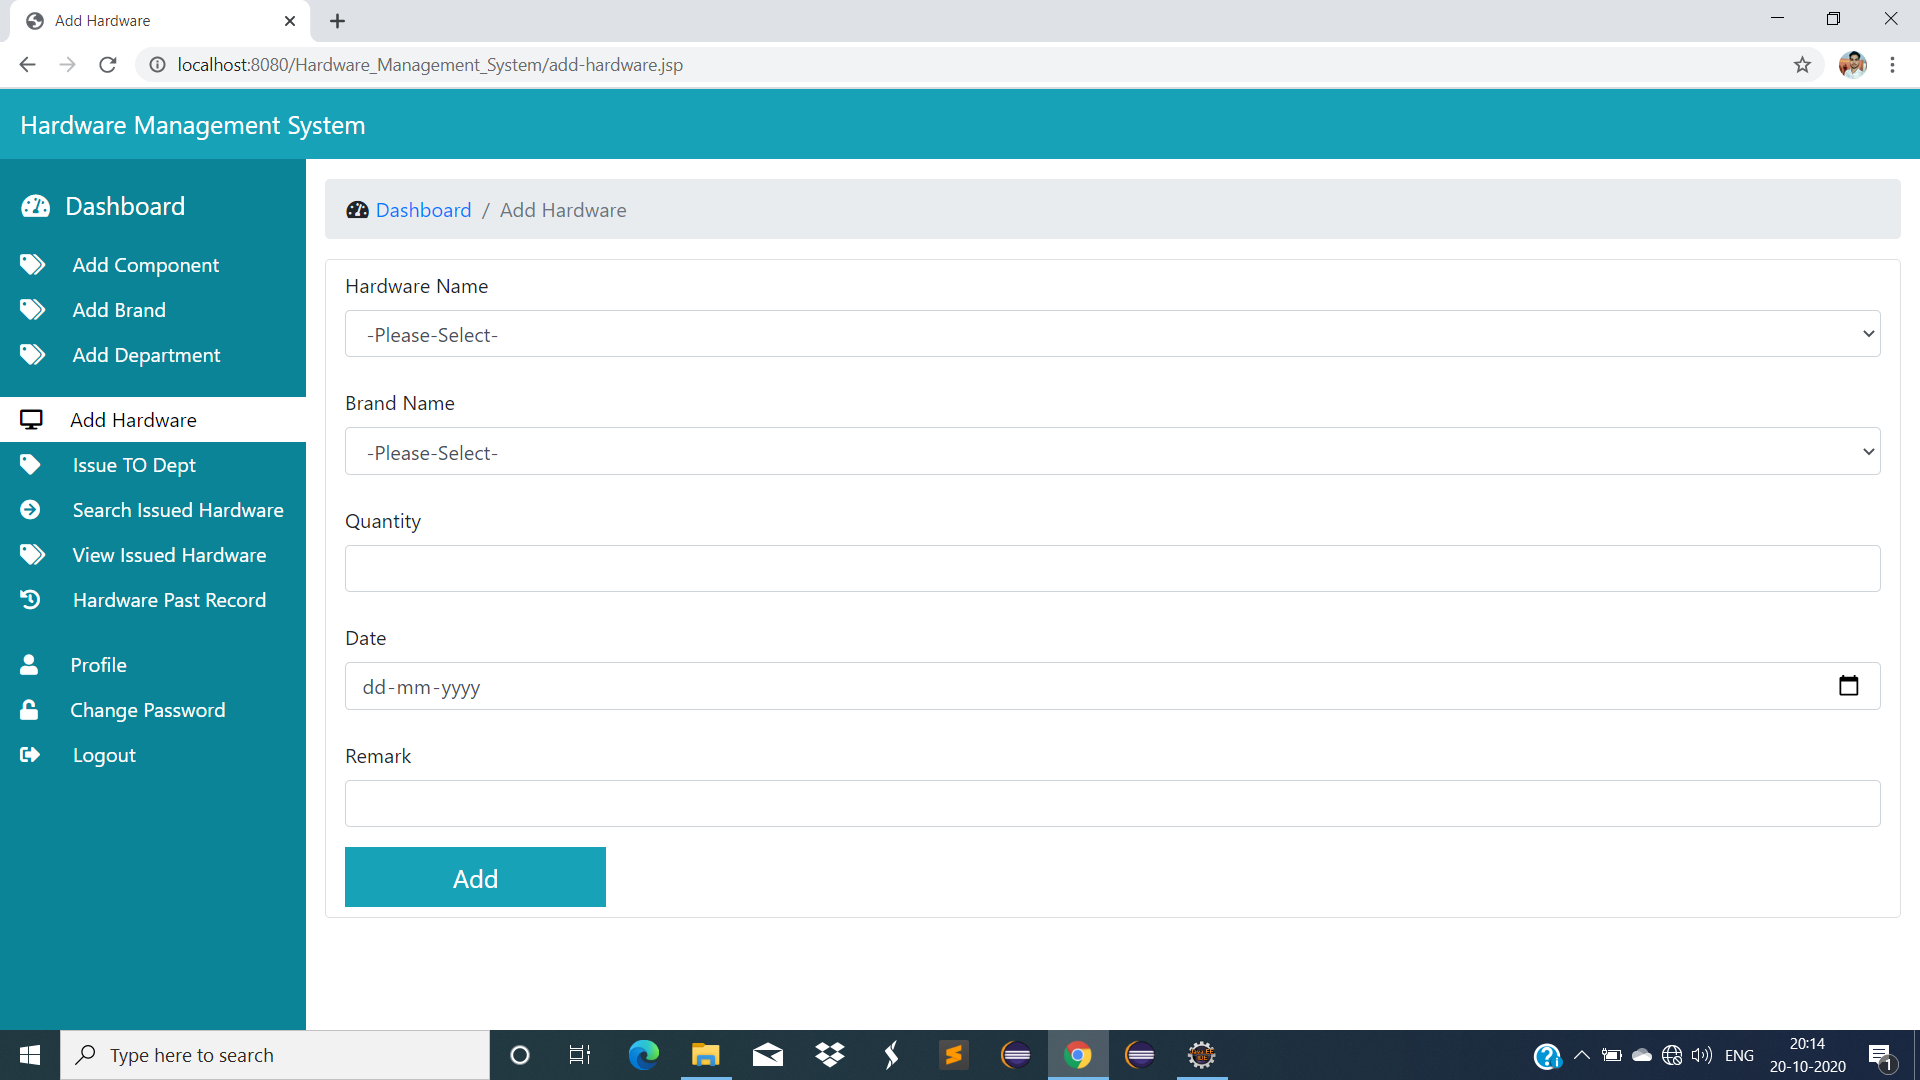 Add Hardware
localhost:8080/Hardware_Management_System/add-hardware.jsp
Hardware Management System
Dashboard
Add Component
Add Brand
Add Department
Add Hardware
Issue TO Dept
Search Issued Hardware
View Issued Hardware
Hardware Past Record
Profile
Change Password
Logout
Dashboard / Add Hardware
Hardware Name
-Please-Select-
Brand Name
-Please-Select-
Quantity
Date
dd-mm-yyyy
Remark
Add
Type here to search
ENG
20:14
20-10-2020
1